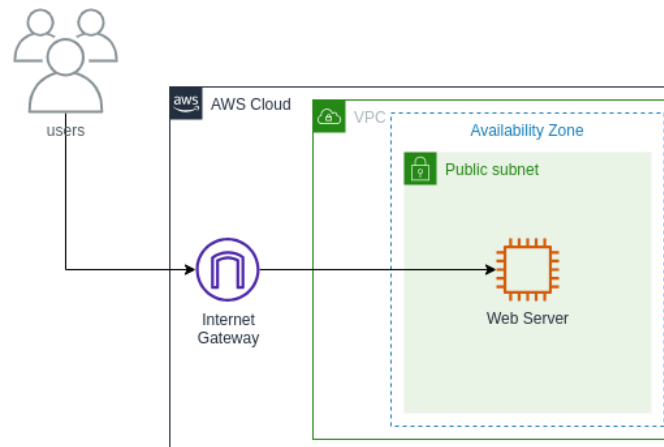 users
aws
AWS Cloud
VPC
Availability Zone
Public subnet
Internet
Gateway
Web Server